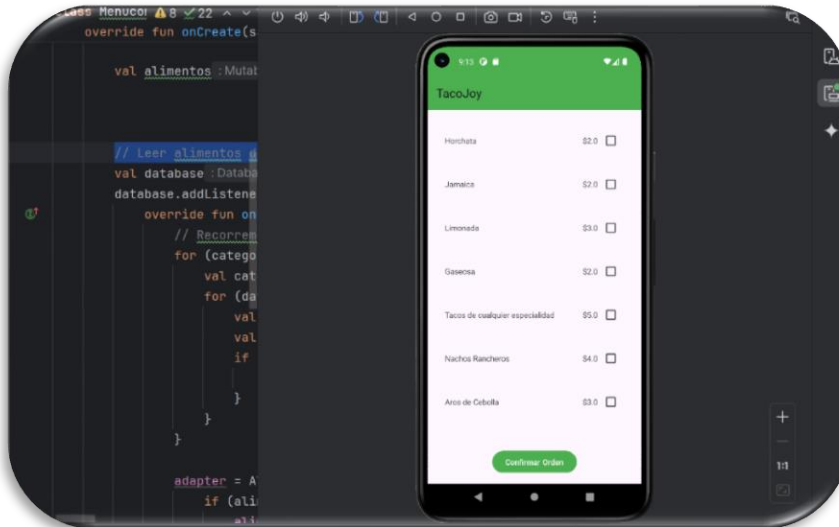 class Menucor 8 22
override fun onCreate(s
val alimentos : Mutab
// Leer alimentos d
val database : Databa
database.addListene
override fun on
// Recorrem
for (catego
val cat
for (da
val
val
if
}
}
}
adapter = A
if (ali
ali
9:13
TacoJoy
Horchata $2.0
Jamaica $2.0
Limonada $3.0
Gaseosa $2.0
Tacos de cualquier especialidad $5.0
Nachos Rancheros $4.0
Aros de Cebolla $3.0
Confirmar Orden
1:1